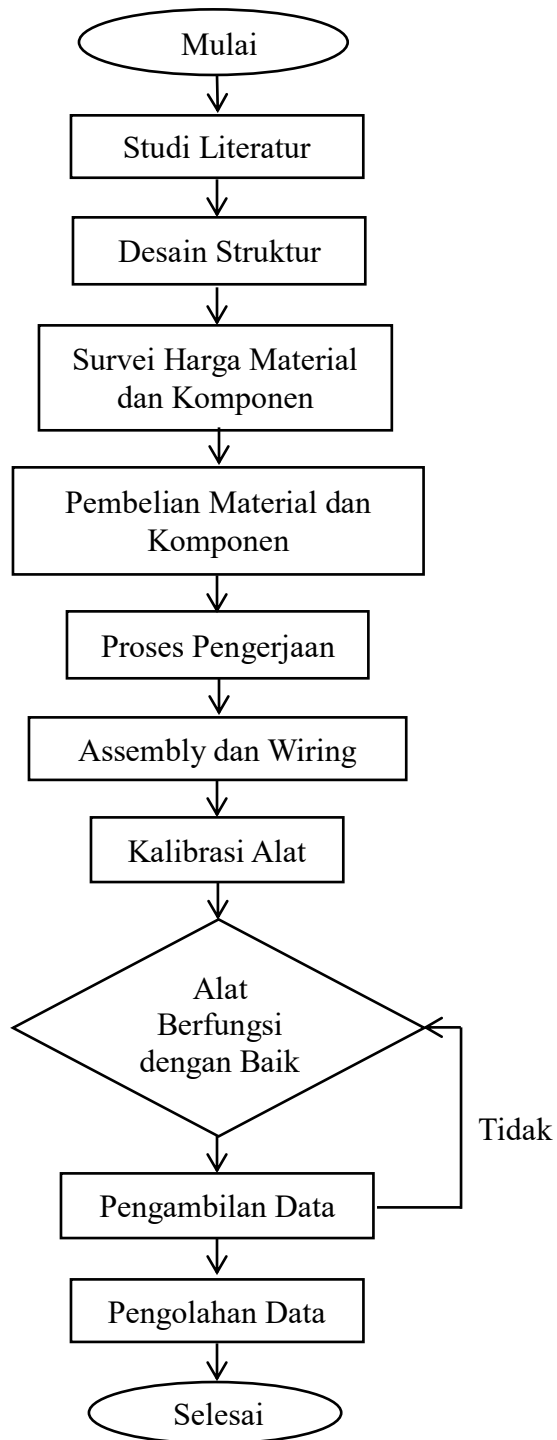 Mulai
Studi Literatur
Desain Struktur
Survei Harga Material
dan Komponen
Pembelian Material dan
Komponen
Proses Pengerjaan
Assembly dan Wiring
Kalibrasi Alat
Alat
Berfungsi
dengan Baik
Tidak
Pengambilan Data
Pengolahan Data
Selesai